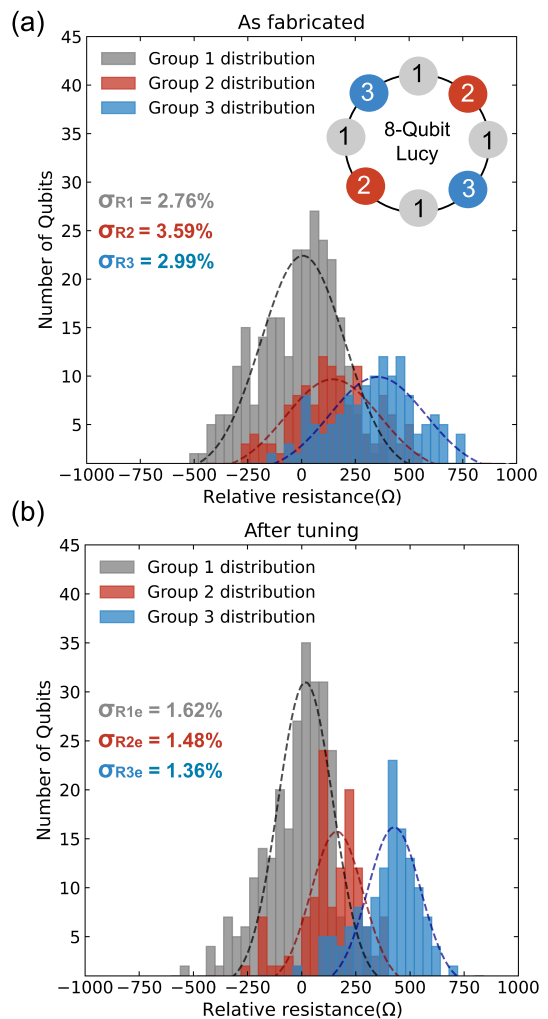 (a)
As fabricated
45
40
35
30
25
20
15
10
5
Number of Qubits
Group 1 distribution
Group 2 distribution
Group 3 distribution
σR1 = 2.76%
σR2 = 3.59%
σR3 = 2.99%
1
3
2
1
8-Qubit
Lucy
1
2
3
1
−1000 −750 −500 −250 0 250 500 750 1000
Relative resistance(Ω)
(b)
After tuning
45
40
35
30
25
20
15
10
5
Number of Qubits
Group 1 distribution
Group 2 distribution
Group 3 distribution
σR1e = 1.62%
σR2e = 1.48%
σR3e = 1.36%
−1000 −750 −500 −250 0 250 500 750 1000
Relative resistance(Ω)